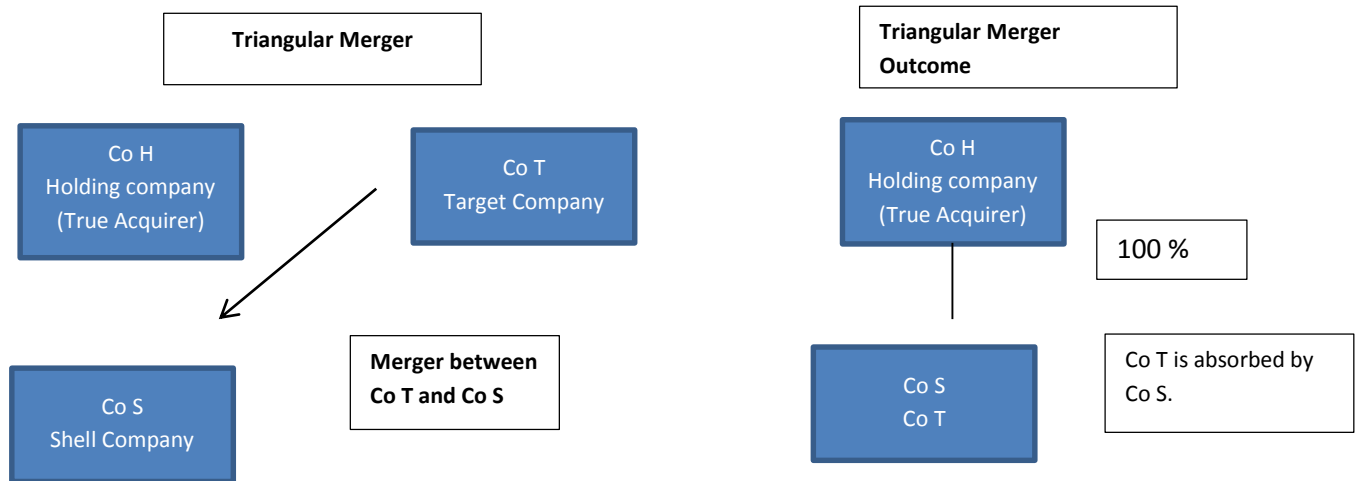 Triangular Merger
Co H
Holding company
(True Acquirer)
Co T
Target Company
Co S
Shell Company
Merger between
Co T and Co S
Triangular Merger
Outcome
Co H
Holding company
(True Acquirer)
100 %
Co S
Co T
Co T is absorbed by
Co S.